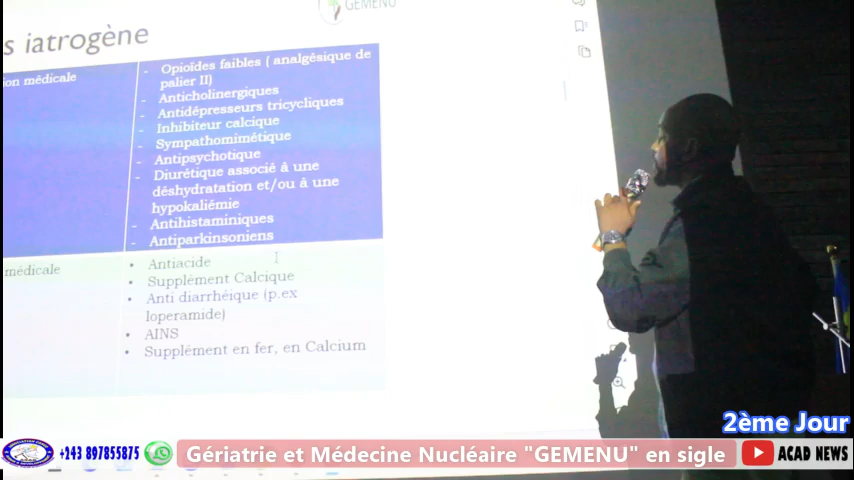 GEMENU
s iatrogène
ion médicale
- Opioïdes faibles ( analgésique de
palier II)
- Anticholinergiques
- Antidépresseurs tricycliques
- Inhibiteur calcique
- Sympathomimétique
- Antipsychotique
- Diurétique associé à une
déshydratation et/ou à une
hypokaliémie
- Antihistaminiques
- Antiparkinsoniens
médicale
• Antiacide
• Supplément Calcique
• Anti diarrhéique (p.ex
loperamide)
• AINS
• Supplément en fer, en Calcium
2ème Jour
+243 897855875
Gériatrie et Médecine Nucléaire "GEMENU" en sigle
ACAD NEWS